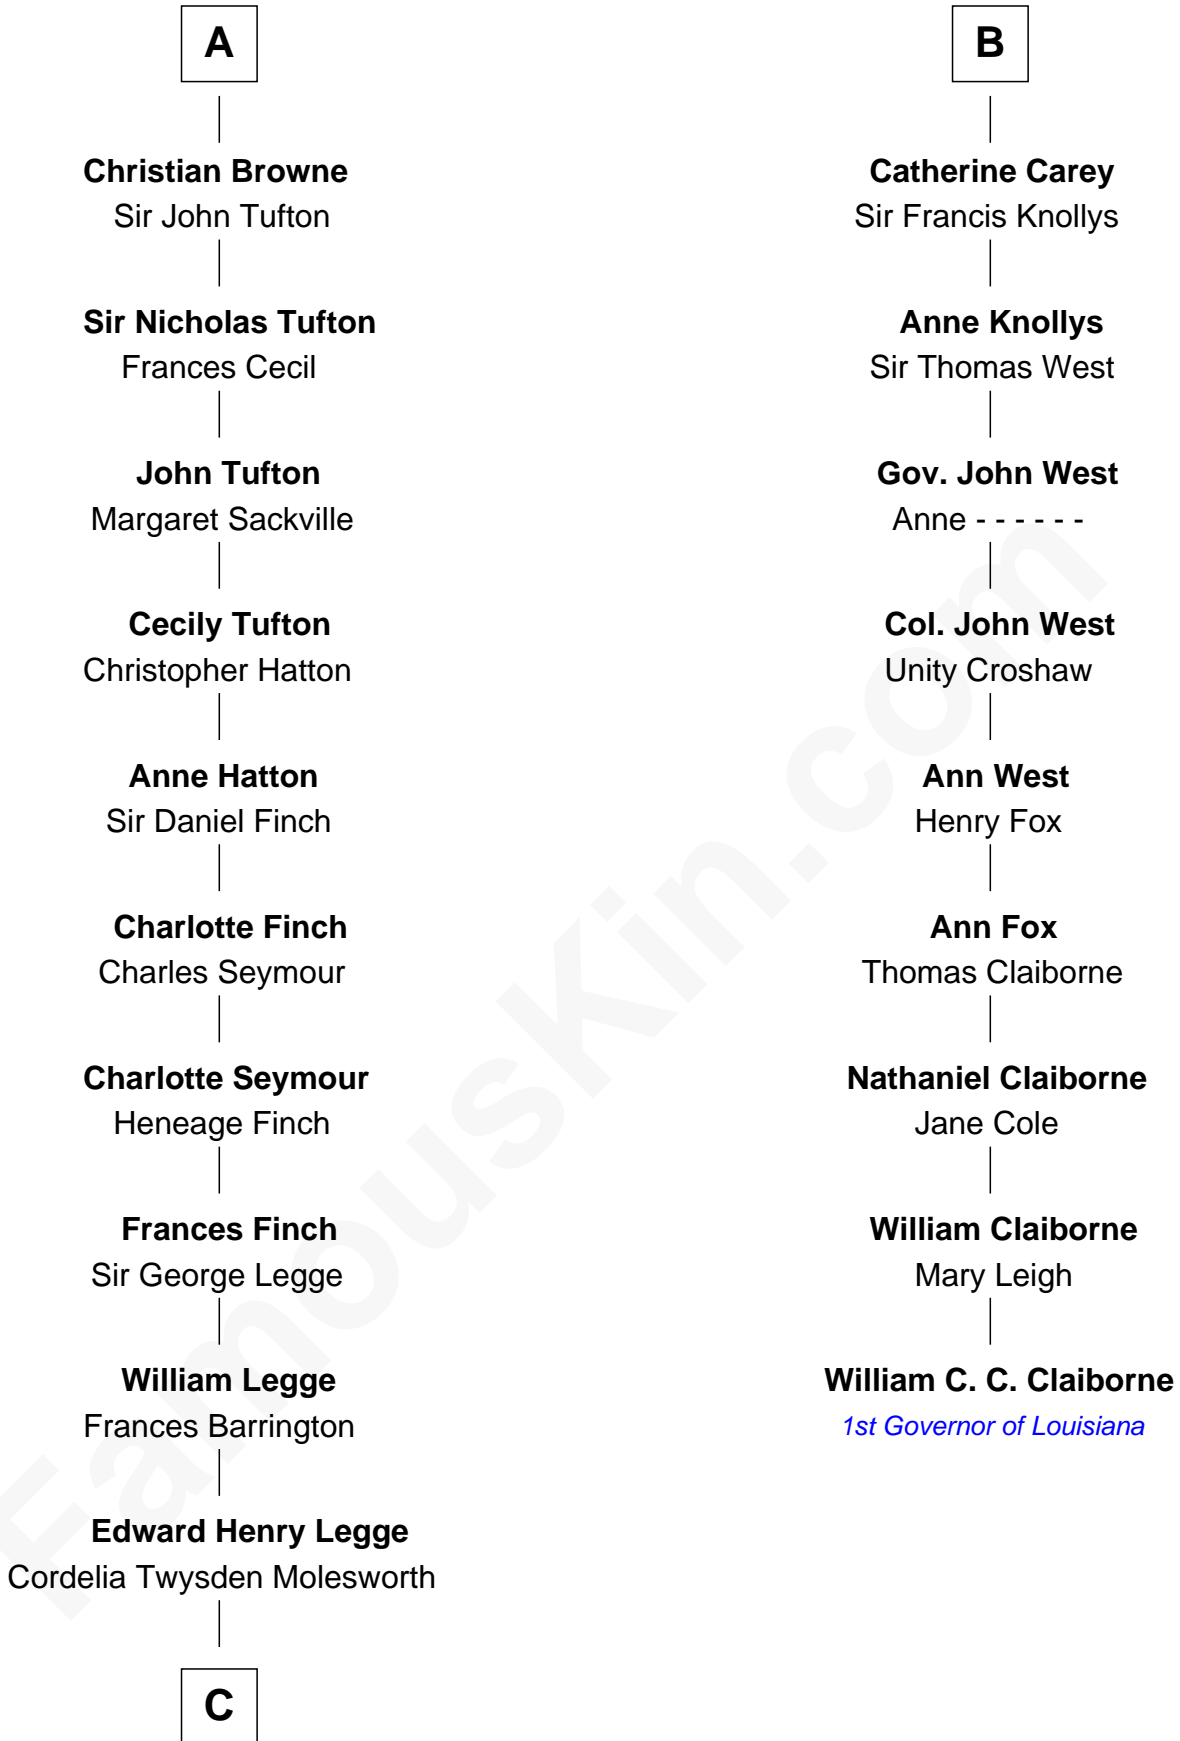 A
Christian Browne
Sir John Tufton
Sir Nicholas Tufton
Frances Cecil
John Tufton
Margaret Sackville
Cecily Tufton
Christopher Hatton
Anne Hatton
Sir Daniel Finch
Charlotte Finch
Charles Seymour
Charlotte Seymour
Heneage Finch
Frances Finch
Sir George Legge
William Legge
Frances Barrington
Edward Henry Legge
Cordelia Twysden Molesworth
C
B
Catherine Carey
Sir Francis Knollys
Anne Knollys
Sir Thomas West
Gov. John West
Anne - - - - - -
Col. John West
Unity Croshaw
Ann West
Henry Fox
Ann Fox
Thomas Claiborne
Nathaniel Claiborne
Jane Cole
William Claiborne
Mary Leigh
William C. C. Claiborne
1st Governor of Louisiana
FamousKin.com